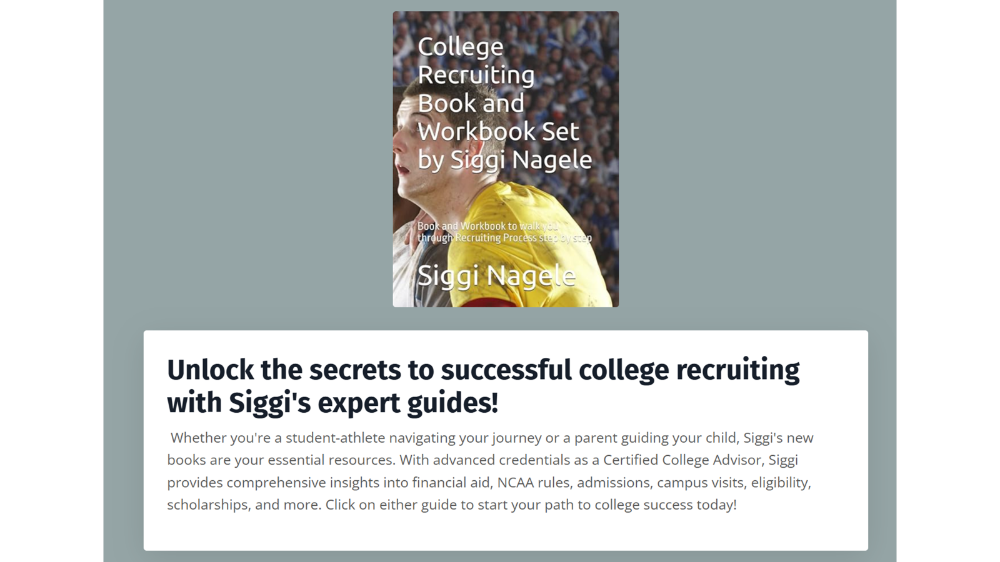 College
Recruiting
Book and
Workbook Set
by Siggi Nagele
Book and Workbook to walk you
through Recruiting Process step by step
Siggi Nagele
Unlock the secrets to successful college recruiting
with Siggi's expert guides!
Whether you're a student-athlete navigating your journey or a parent guiding your child, Siggi's new
books are your essential resources. With advanced credentials as a Certified College Advisor, Siggi
provides comprehensive insights into financial aid, NCAA rules, admissions, campus visits, eligibility,
scholarships, and more. Click on either guide to start your path to college success today!